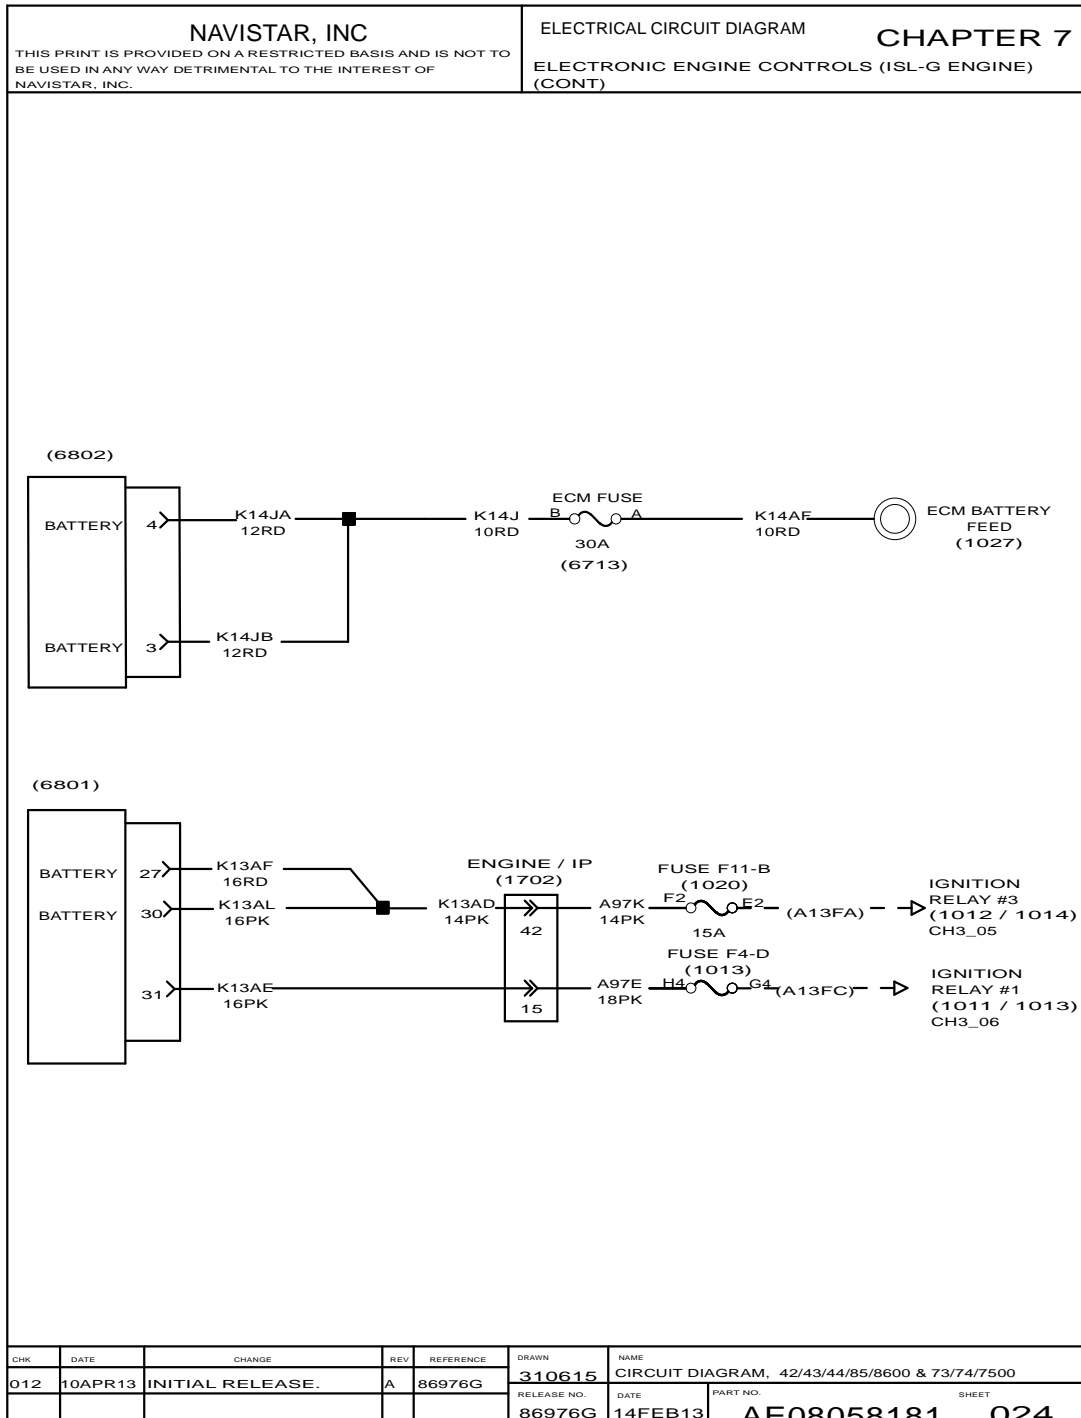 NAVISTAR, INC
THIS PRINT IS PROVIDED ON A RESTRICTED BASIS AND IS NOT TO
BE USED IN ANY WAY DETRIMENTAL TO THE INTEREST OF
NAVISTAR, INC.
ELECTRICAL CIRCUIT DIAGRAM
CHAPTER 7
ELECTRONIC ENGINE CONTROLS (ISL-G ENGINE)
(CONT)
(6802)
BATTERY 4
K14JA
12RD
K14J
10RD
ECM FUSE
B A
30A
(6713)
K14AF
10RD
ECM BATTERY
FEED
(1027)
BATTERY 3
K14JB
12RD
(6801)
BATTERY 27
K13AF
16RD
BATTERY 30
K13AL
16PK
K13AD
14PK
ENGINE / IP
(1702)
42
A97K
14PK
FUSE F11-B
(1020)
F2 E2
15A
(A13FA)
IGNITION
RELAY #3
(1012 / 1014)
CH3_05
31
K13AE
16PK
15
A97E
18PK
FUSE F4-D
(1013)
H4 G4
(A13FC)
IGNITION
RELAY #1
(1011 / 1013)
CH3_06
CHK DATE CHANGE REV REFERENCE
012 10APR13 INITIAL RELEASE. A 86976G
DRAWN
310615
NAME
CIRCUIT DIAGRAM, 42/43/44/85/8600 & 73/74/7500
RELEASE NO.
86976G
DATE
14FEB13
PART NO.
AE08058181
SHEET
024